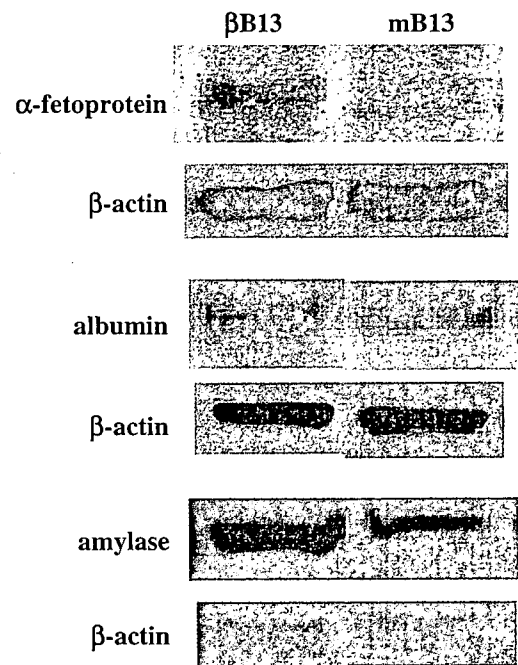 βB13 mB13
α-fetoprotein
β-actin
albumin
β-actin
amylase
β-actin